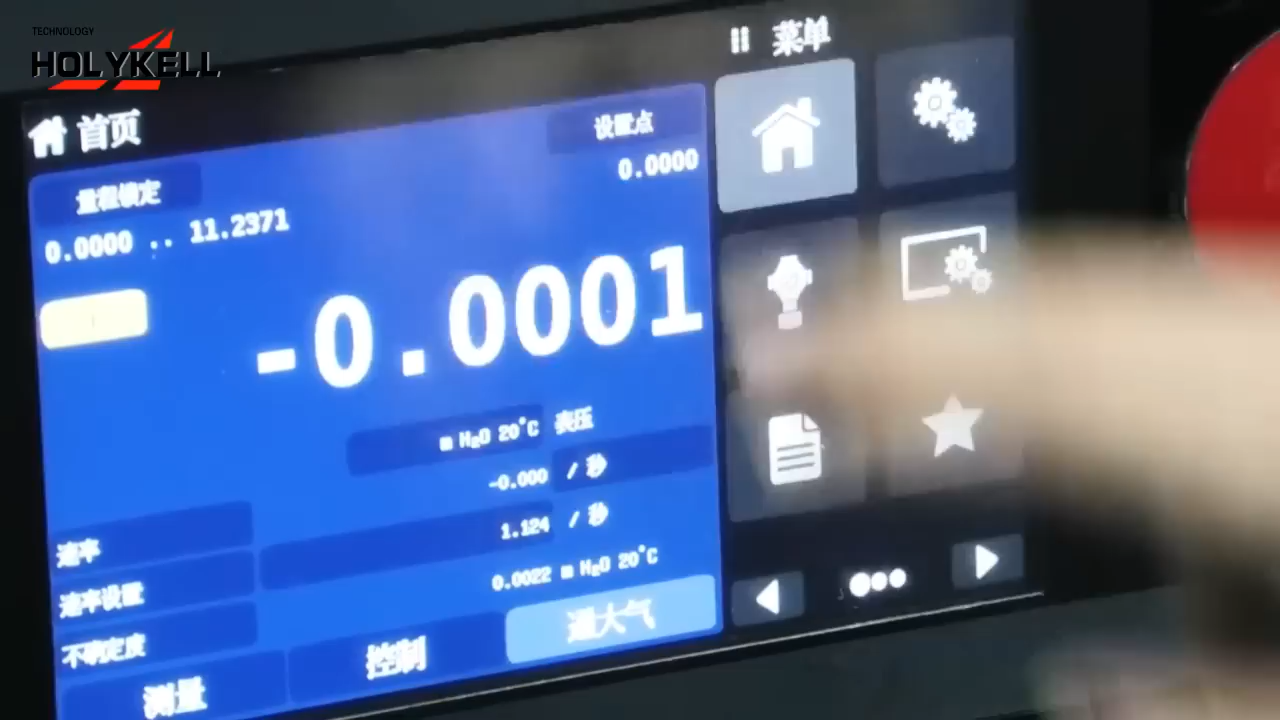 TECHNOLOGY
HOLYKELL
菜单
首页
设置点
0.0000
量程锁定
0.0000 .. 11.2371
-0.0001
m H₂O 20°C 表压
-0.000 / 秒
速率
1.124 / 秒
速率设置
0.0022 m H₂O 20°C
不确定度
测量
控制
通大气